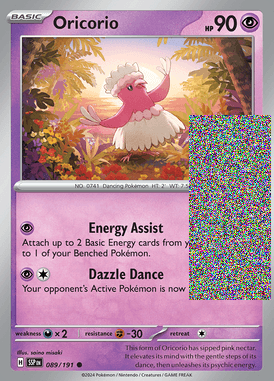 BASIC
Oricorio
HP 90
NO. 0741 Dancing Pokémon HT: 2' WT: 7.5
Energy Assist
Attach up to 2 Basic Energy cards from
to 1 of your Benched Pokémon.
Dazzle Dance
Your opponent's Active Pokémon is now
weakness ×2 resistance -30 retreat
Illus. saino misaki
H SSP EN 089/191
©2024 Pokémon / Nintendo / Creatures / GAME FREAK
This form of Oricorio has sipped pink nectar.
It elevates its mind with the gentle steps of its
dance, then unleashes its psychic energy.